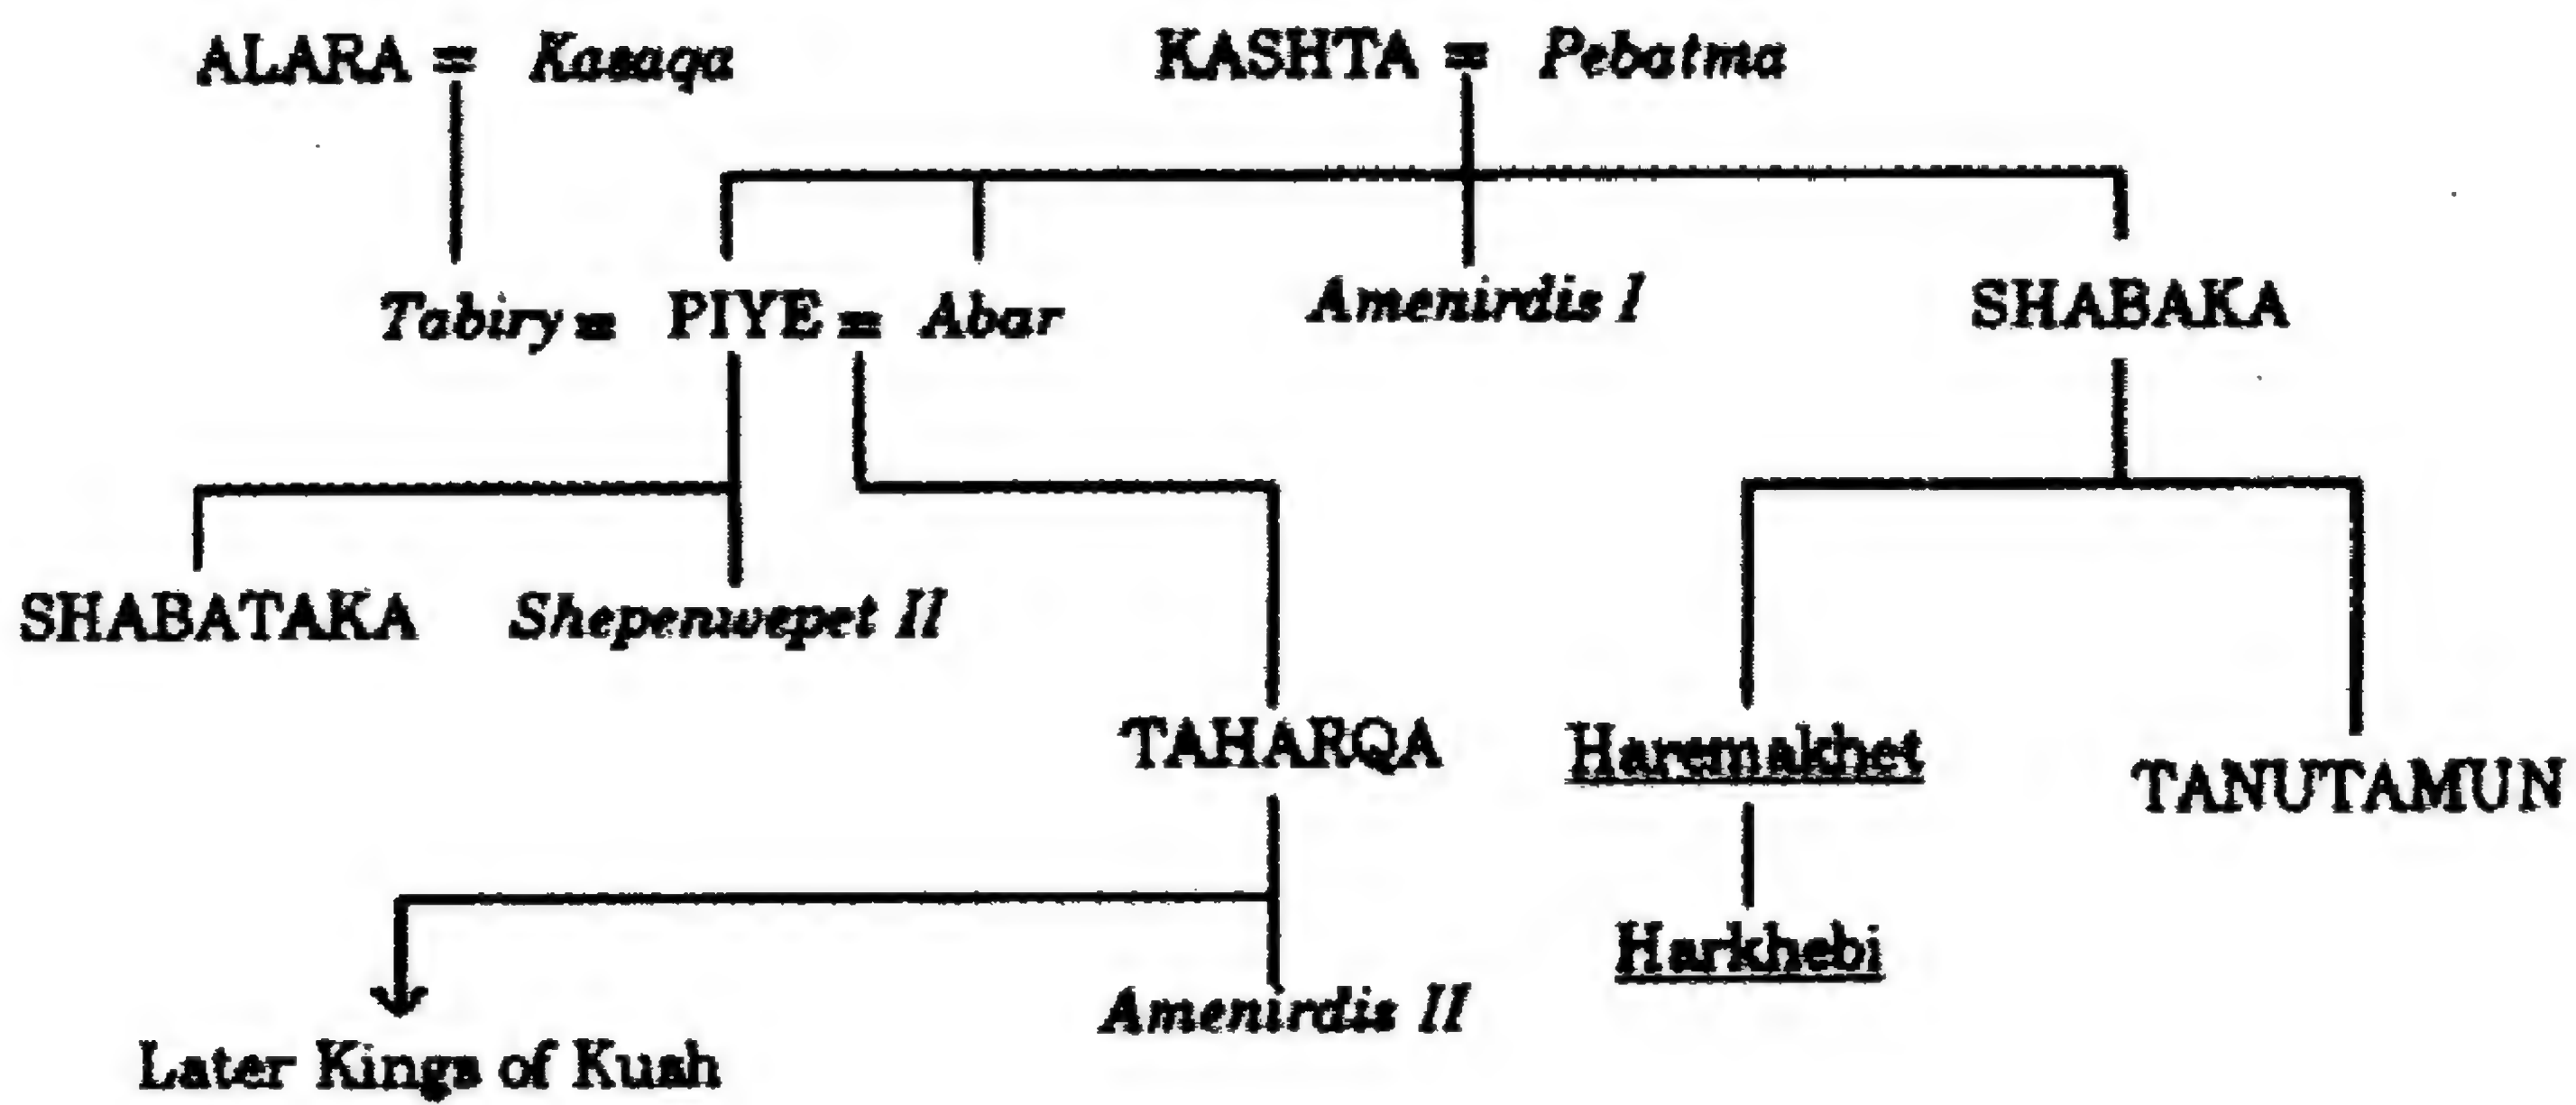 ALARA = Kasaqa KASHTA = Pebatma
Tabiry = PIYE = Abar Amenirdis I SHABAKA
SHABATAKA Shepenwepet II
TAHARQA Haremakhet TANUTAMUN
Harkhebi
Amenirdis II
Later Kings of Kush